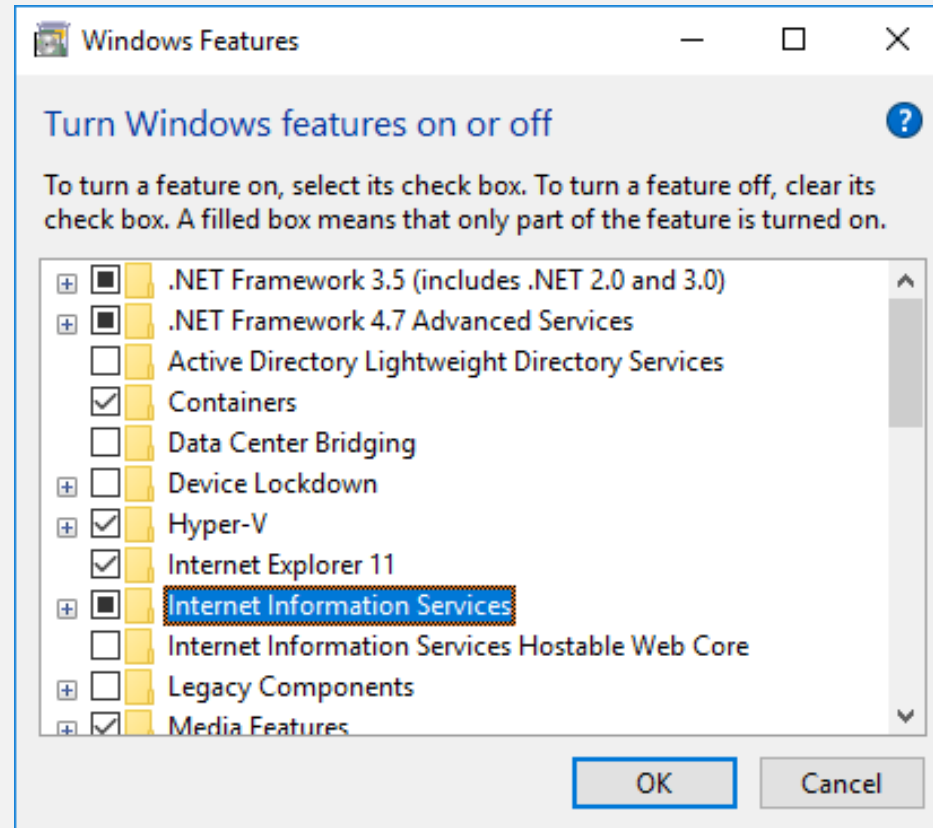 Windows Features
Turn Windows features on or off
?
To turn a feature on, select its check box. To turn a feature off, clear its
check box. A filled box means that only part of the feature is turned on.
.NET Framework 3.5 (includes .NET 2.0 and 3.0)
.NET Framework 4.7 Advanced Services
Active Directory Lightweight Directory Services
Containers
Data Center Bridging
Device Lockdown
Hyper-V
Internet Explorer 11
Internet Information Services
Internet Information Services Hostable Web Core
Legacy Components
Media Features
OK
Cancel